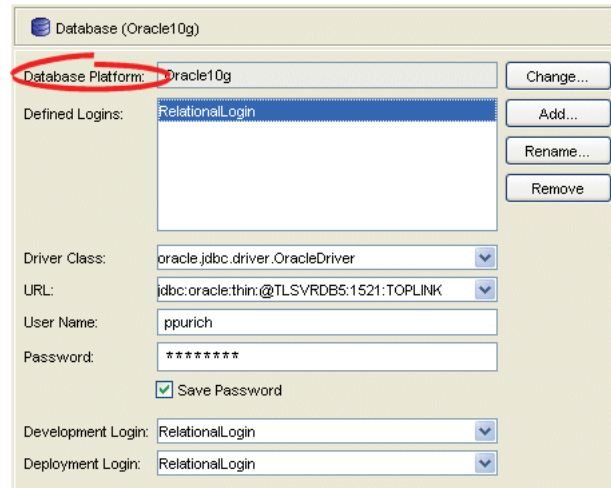 Database (Oracle10g)
Database Platform: Oracle10g Change...
Defined Logins: RelationalLogin Add...
Rename...
Remove
Driver Class: oracle.jdbc.driver.OracleDriver
URL: jdbc:oracle:thin:@TLSVRDB5:1521:TOPLINK
User Name: ppurich
Password: ********
Save Password
Development Login: RelationalLogin
Deployment Login: RelationalLogin